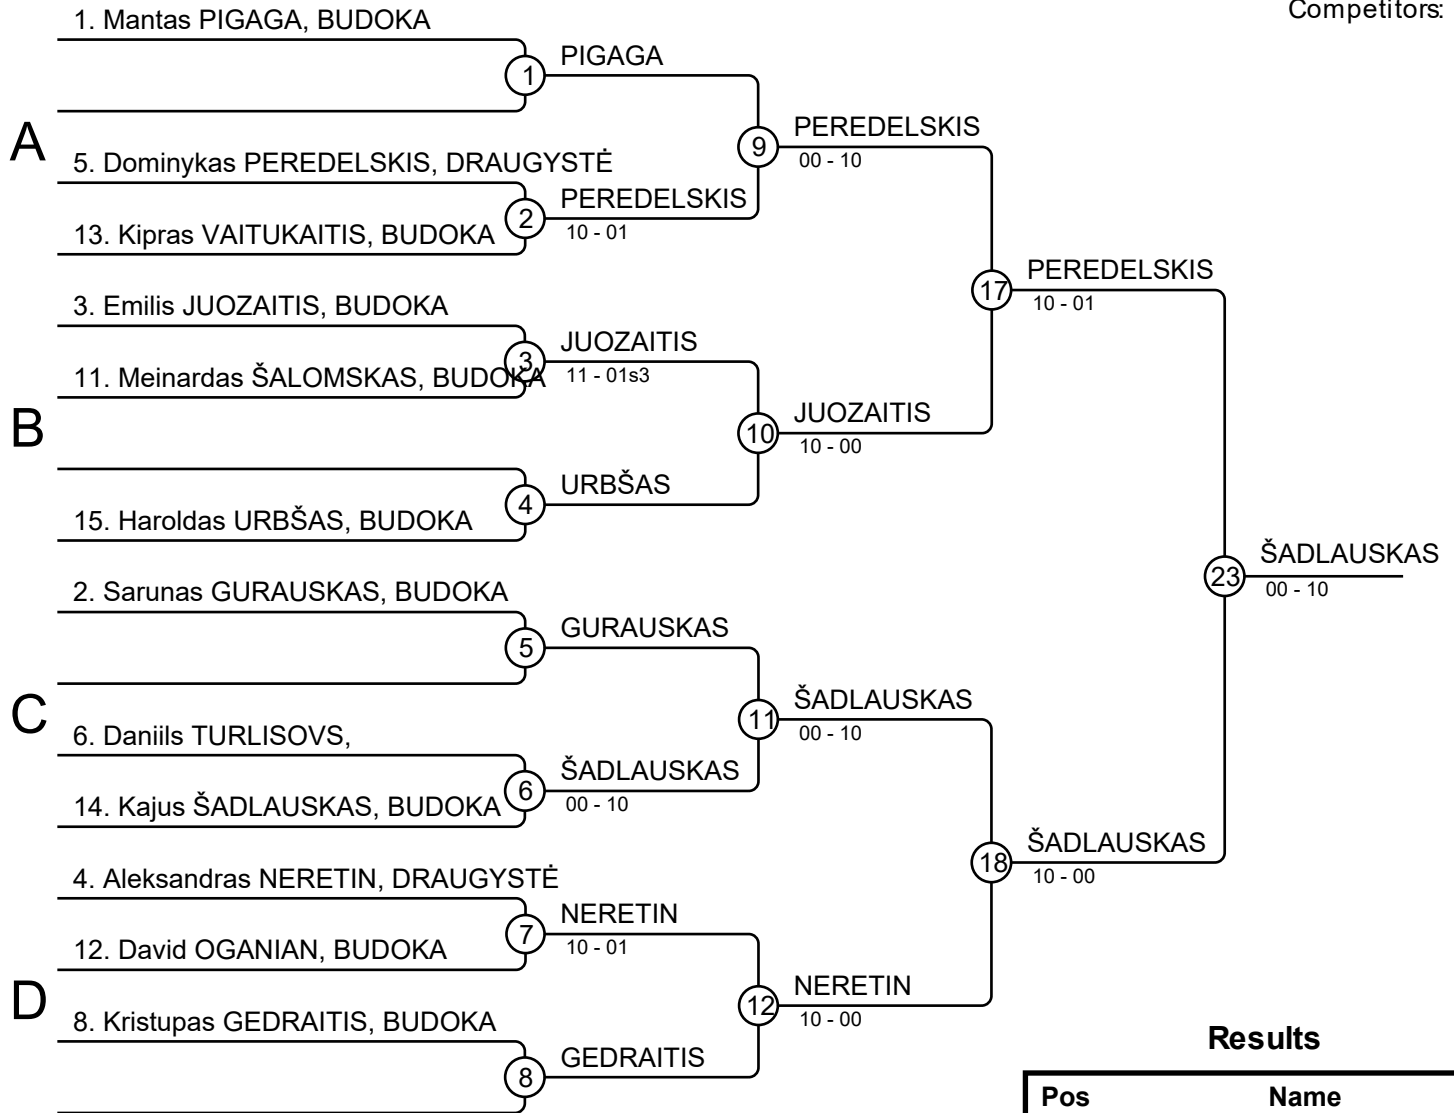 Competitors:
1. Mantas PIGAGA, BUDOKA
1
PIGAGA
A
9
PEREDELSKIS
00 - 10
5. Dominykas PEREDELSKIS, DRAUGYSTĖ
2
PEREDELSKIS
10 - 01
13. Kipras VAITUKAITIS, BUDOKA
17
PEREDELSKIS
10 - 01
3. Emilis JUOZAITIS, BUDOKA
3
JUOZAITIS
11 - 01s3
11. Meinardas ŠALOMSKAS, BUDOKA
B
10
JUOZAITIS
10 - 00
4
URBŠAS
15. Haroldas URBŠAS, BUDOKA
23
ŠADLAUSKAS
00 - 10
2. Sarunas GURAUSKAS, BUDOKA
5
GURAUSKAS
C
11
ŠADLAUSKAS
00 - 10
6. Daniils TURLISOVS,
6
ŠADLAUSKAS
00 - 10
14. Kajus ŠADLAUSKAS, BUDOKA
18
ŠADLAUSKAS
10 - 00
4. Aleksandras NERETIN, DRAUGYSTĖ
7
NERETIN
10 - 01
12. David OGANIAN, BUDOKA
D
12
NERETIN
10 - 00
8. Kristupas GEDRAITIS, BUDOKA
8
GEDRAITIS
Results
Pos Name